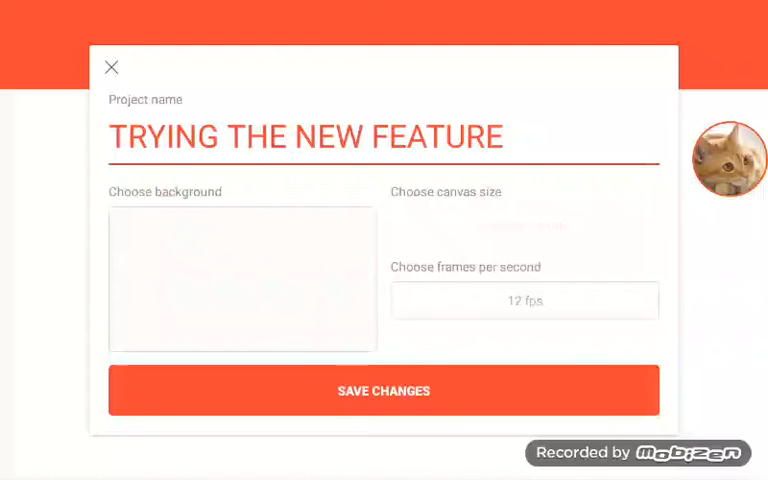 Project name
TRYING THE NEW FEATURE
Choose background
Choose canvas size
Choose frames per second
12 fps
SAVE CHANGES
Recorded by mobizen